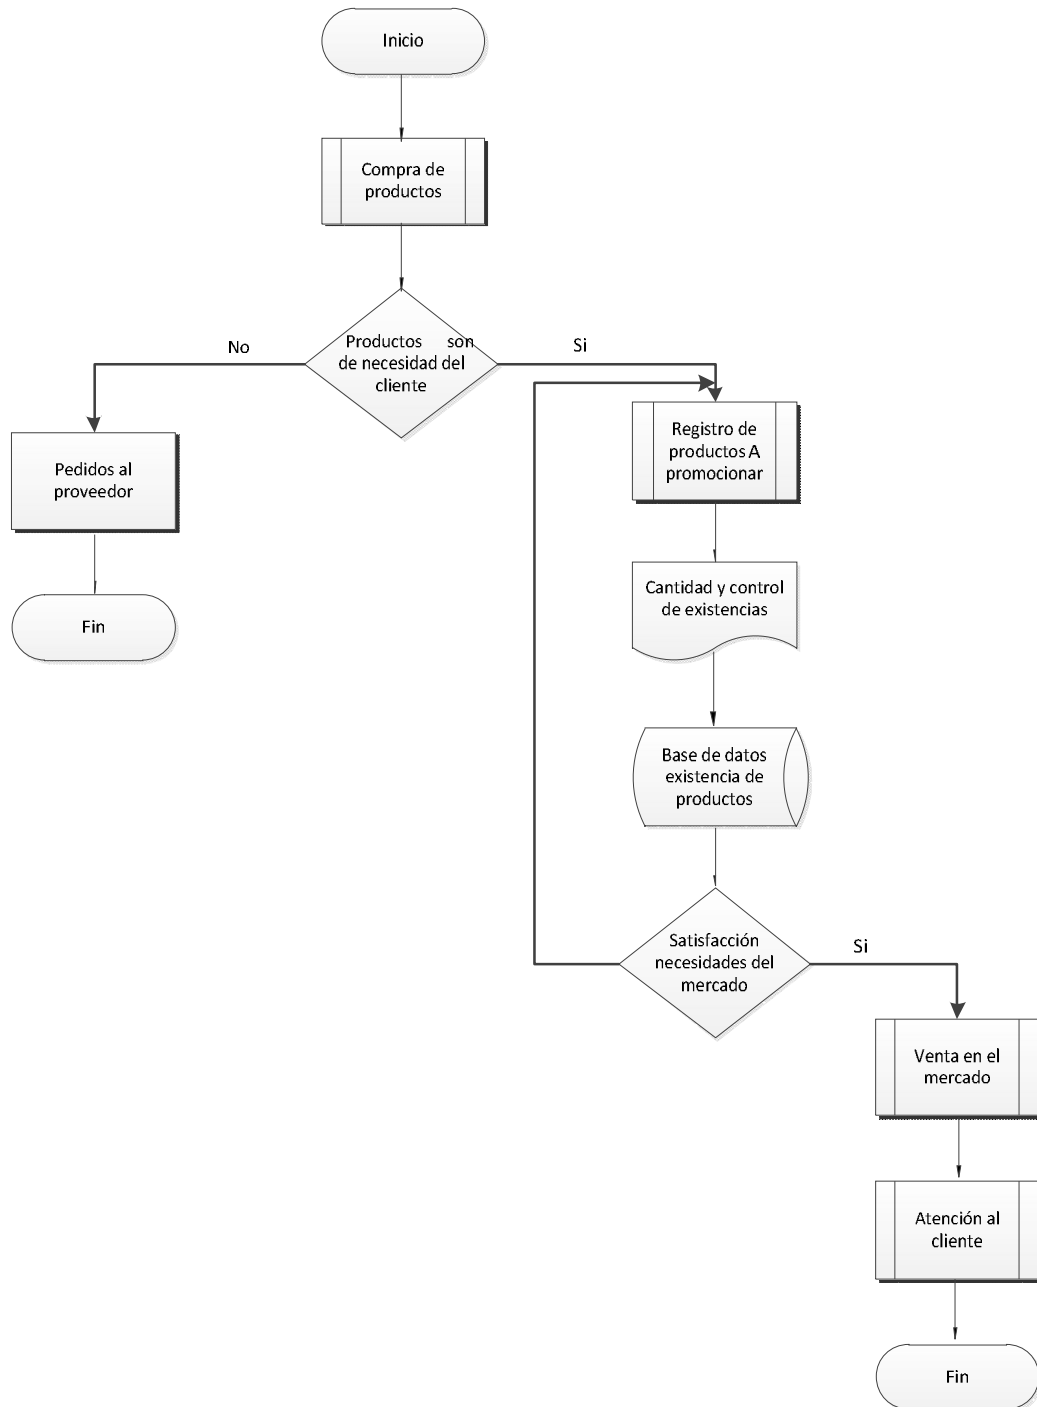 Inicio
Compra de
productos
Productos son
de necesidad del
cliente
No
Si
Pedidos al
proveedor
Fin
Registro de
productos A
promocionar
Cantidad y control
de existencias
Base de datos
existencia de
productos
Satisfacción
necesidades del
mercado
Si
Venta en el
mercado
Atención al
cliente
Fin